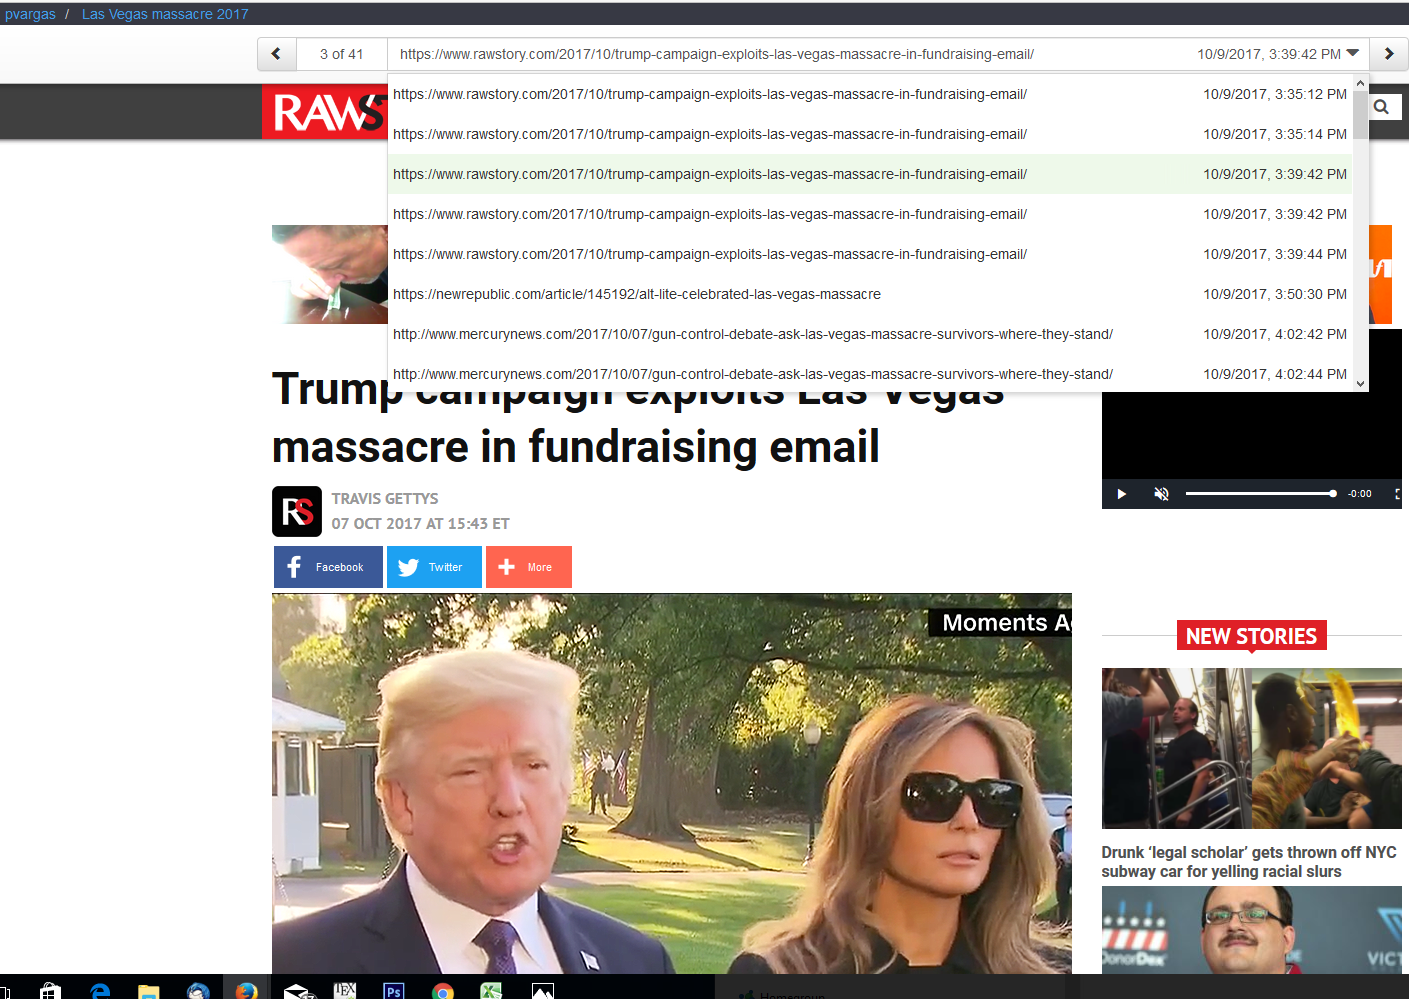 pvargas / Las Vegas massacre 2017
3 of 41 https://www.rawstory.com/2017/10/trump-campaign-exploits-las-vegas-massacre-in-fundraising-email/ 10/9/2017, 3:39:42 PM
https://www.rawstory.com/2017/10/trump-campaign-exploits-las-vegas-massacre-in-fundraising-email/ 10/9/2017, 3:35:12 PM
https://www.rawstory.com/2017/10/trump-campaign-exploits-las-vegas-massacre-in-fundraising-email/ 10/9/2017, 3:35:14 PM
https://www.rawstory.com/2017/10/trump-campaign-exploits-las-vegas-massacre-in-fundraising-email/ 10/9/2017, 3:39:42 PM
https://www.rawstory.com/2017/10/trump-campaign-exploits-las-vegas-massacre-in-fundraising-email/ 10/9/2017, 3:39:42 PM
https://www.rawstory.com/2017/10/trump-campaign-exploits-las-vegas-massacre-in-fundraising-email/ 10/9/2017, 3:39:44 PM
https://newrepublic.com/article/145192/alt-lite-celebrated-las-vegas-massacre 10/9/2017, 3:50:30 PM
http://www.mercurynews.com/2017/10/07/gun-control-debate-ask-las-vegas-massacre-survivors-where-they-stand/ 10/9/2017, 4:02:42 PM
http://www.mercurynews.com/2017/10/07/gun-control-debate-ask-las-vegas-massacre-survivors-where-they-stand/ 10/9/2017, 4:02:44 PM
RAWST
Trump campaign exploits Las Vegas
massacre in fundraising email
RS
TRAVIS GETTYS
07 OCT 2017 AT 15:43 ET
Facebook Twitter More
-0:00
Moments A
NEW STORIES
Drunk ‘legal scholar’ gets thrown off NYC
subway car for yelling racial slurs
DonorDex
VICT
TEX
Ps
Homegroup